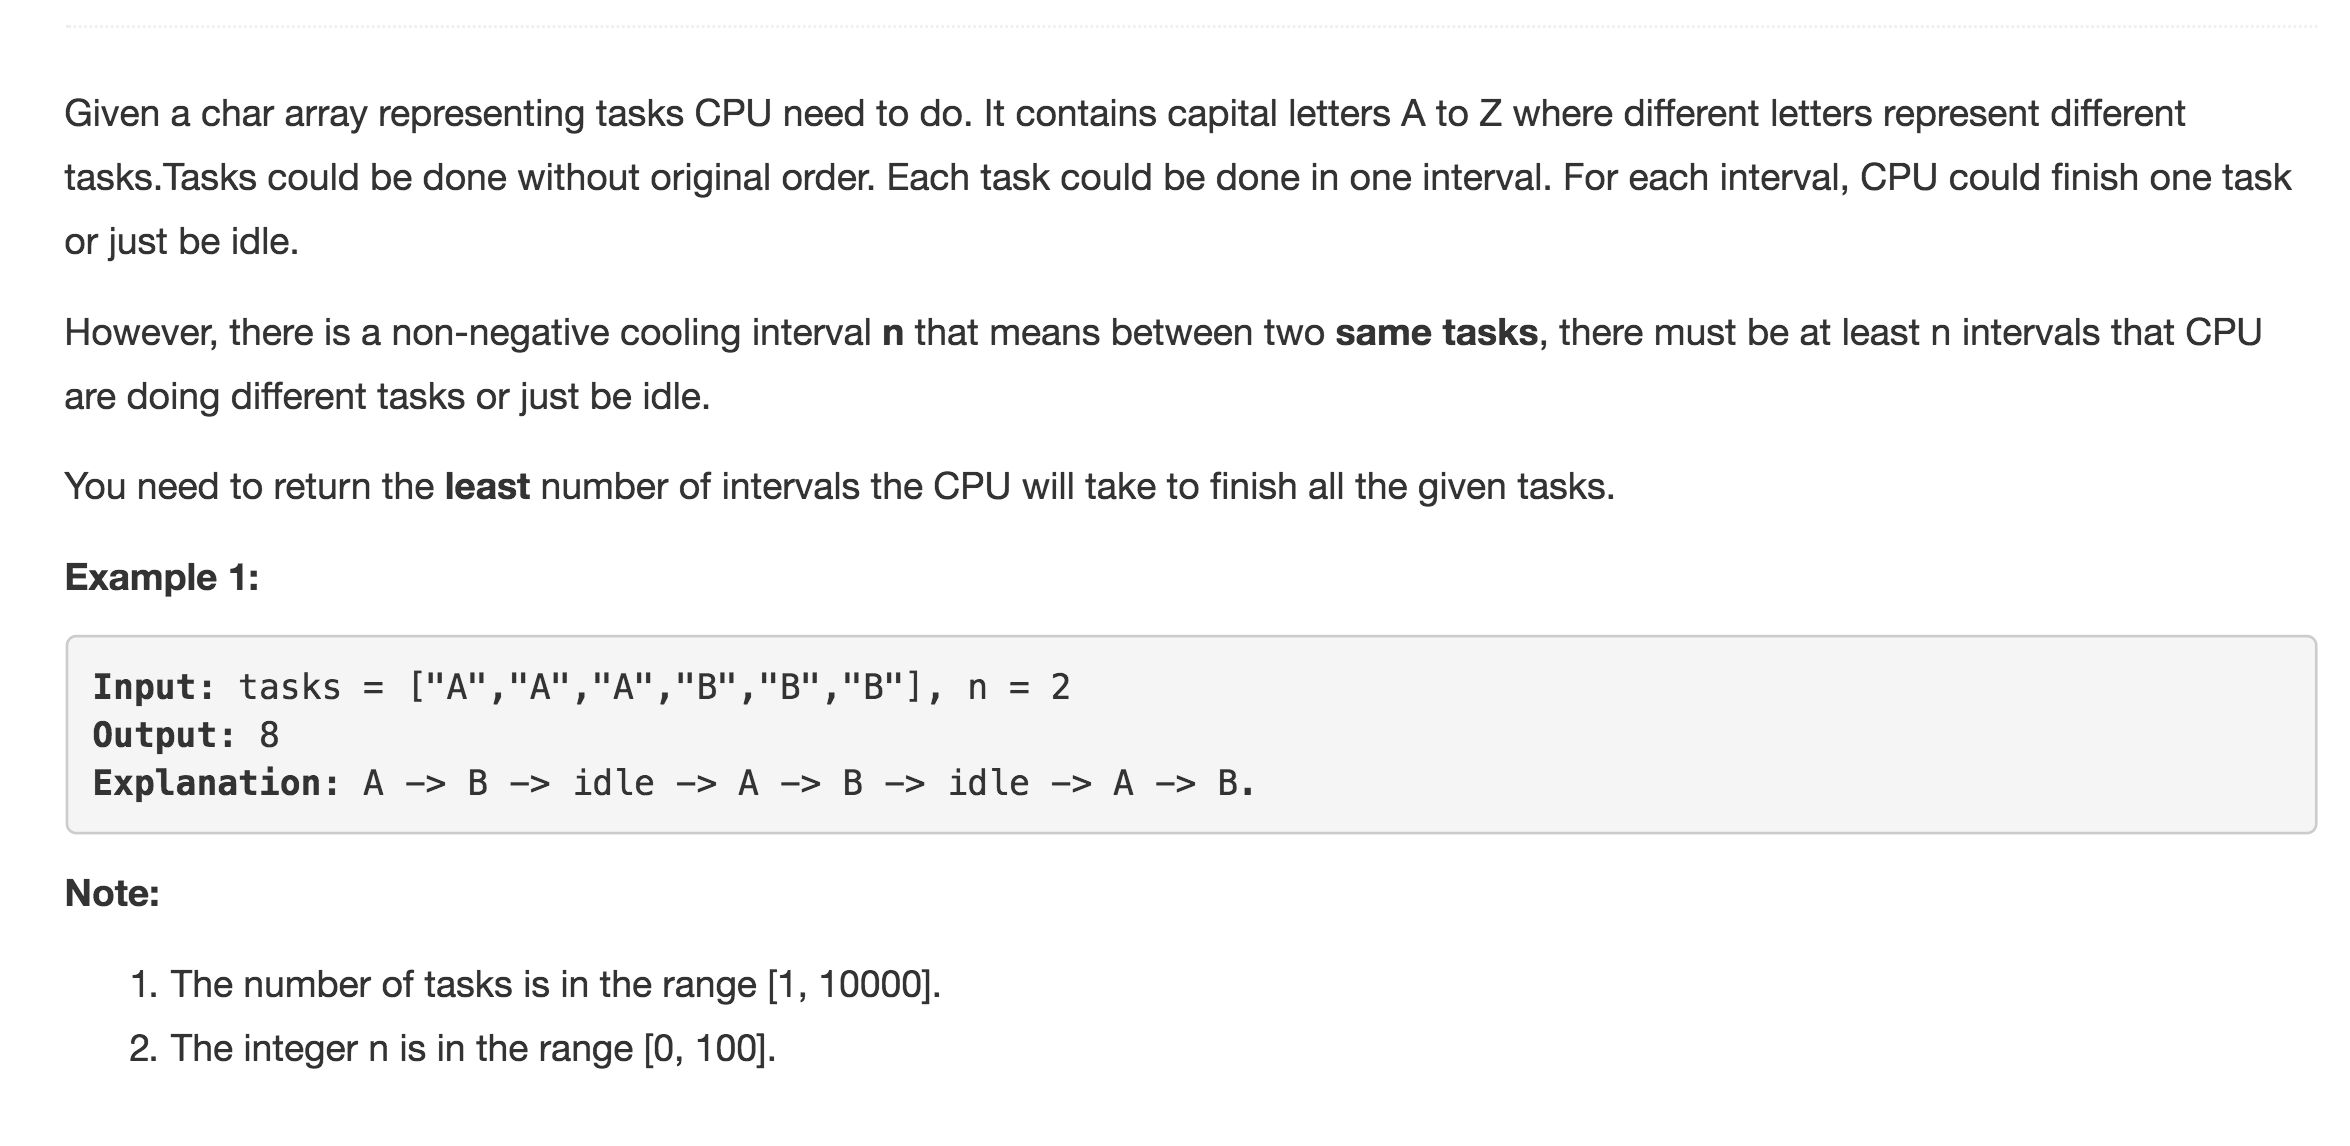 Given a char array representing tasks CPU need to do. It contains capital letters A to Z where different letters represent different
tasks.Tasks could be done without original order. Each task could be done in one interval. For each interval, CPU could finish one task
or just be idle.
However, there is a non-negative cooling interval n that means between two same tasks, there must be at least n intervals that CPU
are doing different tasks or just be idle.
You need to return the least number of intervals the CPU will take to finish all the given tasks.
Example 1:
Input: tasks = ["A","A","A","B","B","B"], n = 2
Output: 8
Explanation: A -> B -> idle -> A -> B -> idle -> A -> B.
Note:
1. The number of tasks is in the range [1, 10000].
2. The integer n is in the range [0, 100].